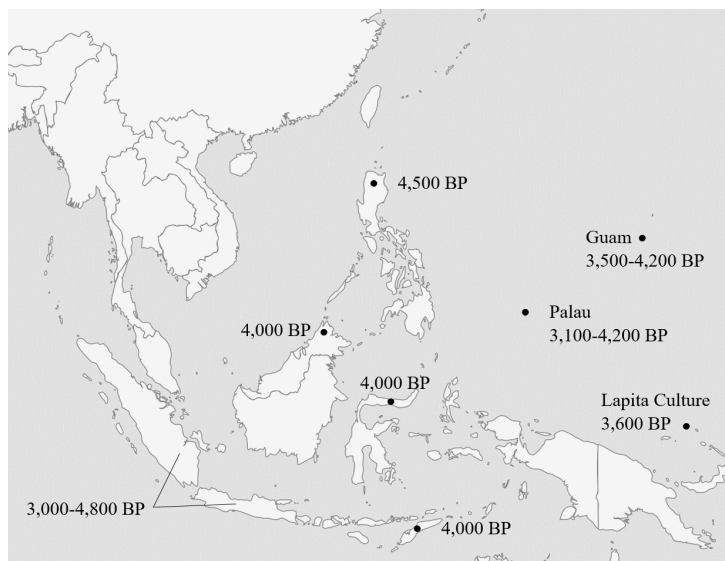 4,500 BP
Guam
3,500-4,200 BP
Palau
3,100-4,200 BP
4,000 BP
4,000 BP
Lapita Culture
3,600 BP
3,000-4,800 BP
4,000 BP